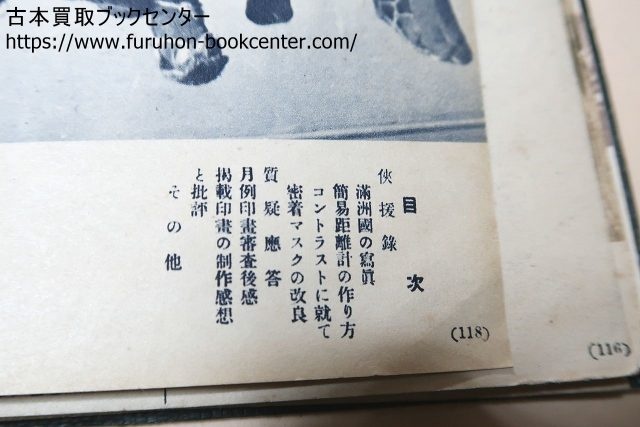 古本買取ブックセンター
https://www.furuhon-bookcenter.com/
目次
俠援錄
滿洲國の寫眞
簡易距離計の作り方
コントラストに就て
密着マスクの改良
質疑應答
月例印畫審査後感
揭載印畫の制作感想
と批評
その他
(118)
(116)